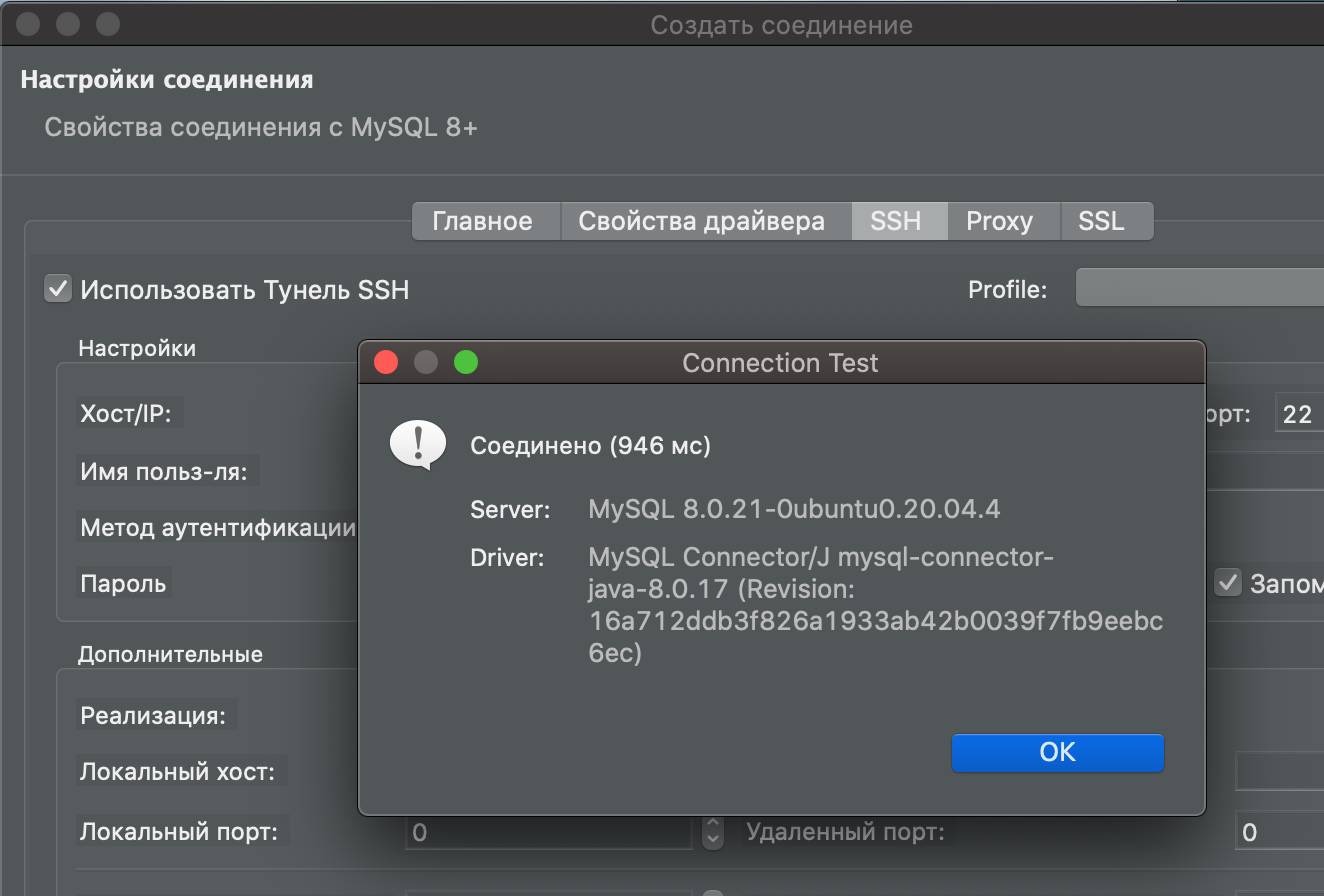 Создать соединение
Настройки соединения
Свойства соединения с MySQL 8+
Главное Свойства драйвера SSH Proxy SSL
Использовать Тунель SSH Profile:
Настройки
Connection Test
Хост/IP: орт: 22
Соединено (946 мс)
Имя польз-ля:
Server: MySQL 8.0.21-0ubuntu0.20.04.4
Метод аутентификации
Driver: MySQL Connector/J mysql-connector-
java-8.0.17 (Revision:
16a712ddb3f826a1933ab42b0039f7fb9eebc
6ec)
Пароль Запом
Дополнительные
Реализация:
OK
Локальный хост:
Локальный порт: 0 Удаленный порт: 0